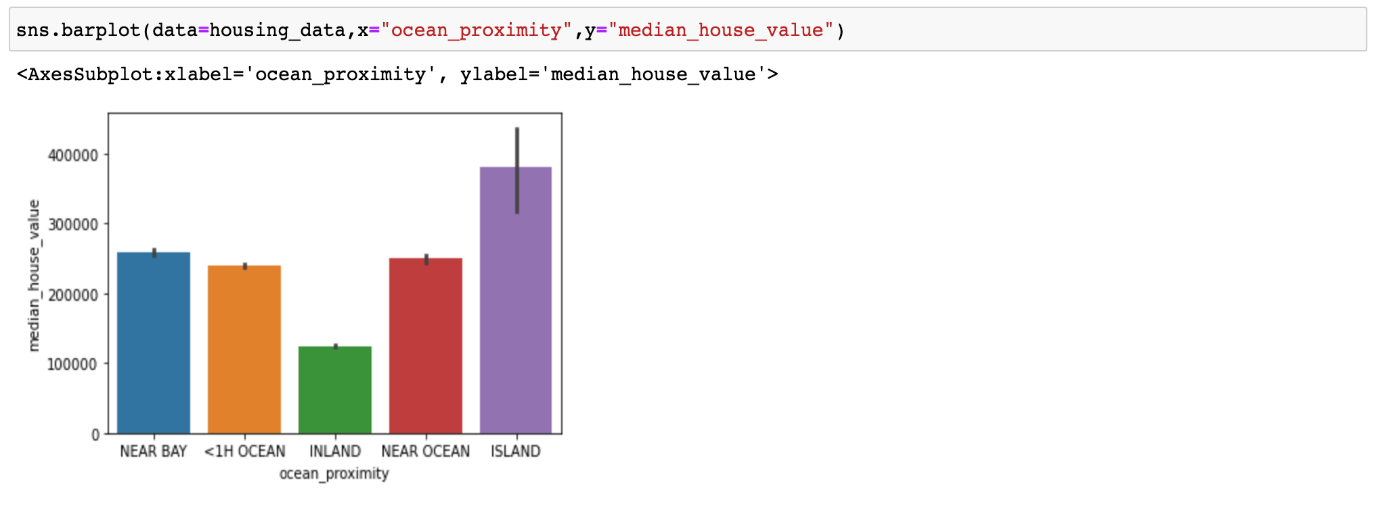 sns.barplot(data=housing_data,x="ocean_proximity",y="median_house_value")
<AxesSubplot:xlabel='ocean_proximity', ylabel='median_house_value'>
400000
300000
200000
100000
0
median_house_value
NEAR BAY <1H OCEAN INLAND NEAR OCEAN ISLAND
ocean_proximity